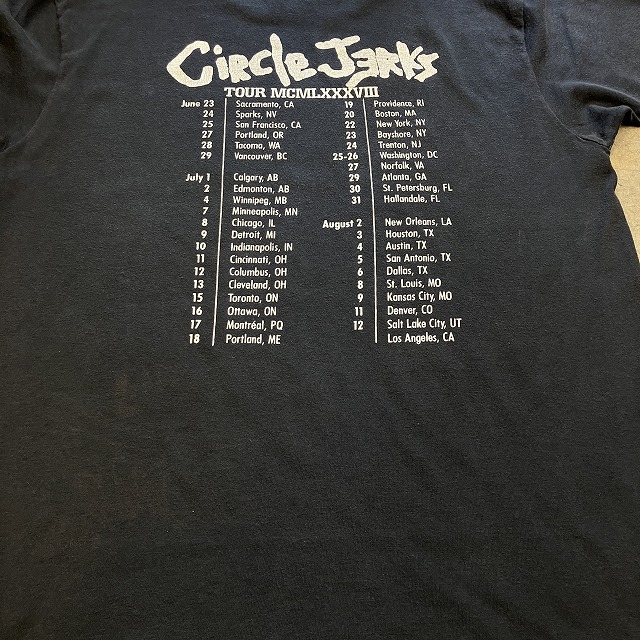 Circle Jerks
TOUR MCMLXXXVIII
June 23 Sacramento, CA
24 Sparks, NV
25 San Francisco, CA
27 Portland, OR
28 Tacoma, WA
29 Vancouver, BC
July 1 Calgary, AB
2 Edmonton, AB
4 Winnipeg, MB
7 Minneapolis, MN
8 Chicago, IL
9 Detroit, MI
10 Indianapolis, IN
11 Cincinnati, OH
12 Columbus, OH
13 Cleveland, OH
15 Toronto, ON
16 Ottawa, ON
17 Montréal, PQ
18 Portland, ME
19 Providence, RI
20 Boston, MA
22 New York, NY
23 Bayshore, NY
24 Trenton, NJ
25-26 Washington, DC
27 Norfolk, VA
29 Atlanta, GA
30 St. Petersburg, FL
31 Hallandale, FL
August 2 New Orleans, LA
3 Houston, TX
4 Austin, TX
5 San Antonio, TX
6 Dallas, TX
8 St. Louis, MO
9 Kansas City, MO
11 Denver, CO
12 Salt Lake City, UT
Los Angeles, CA